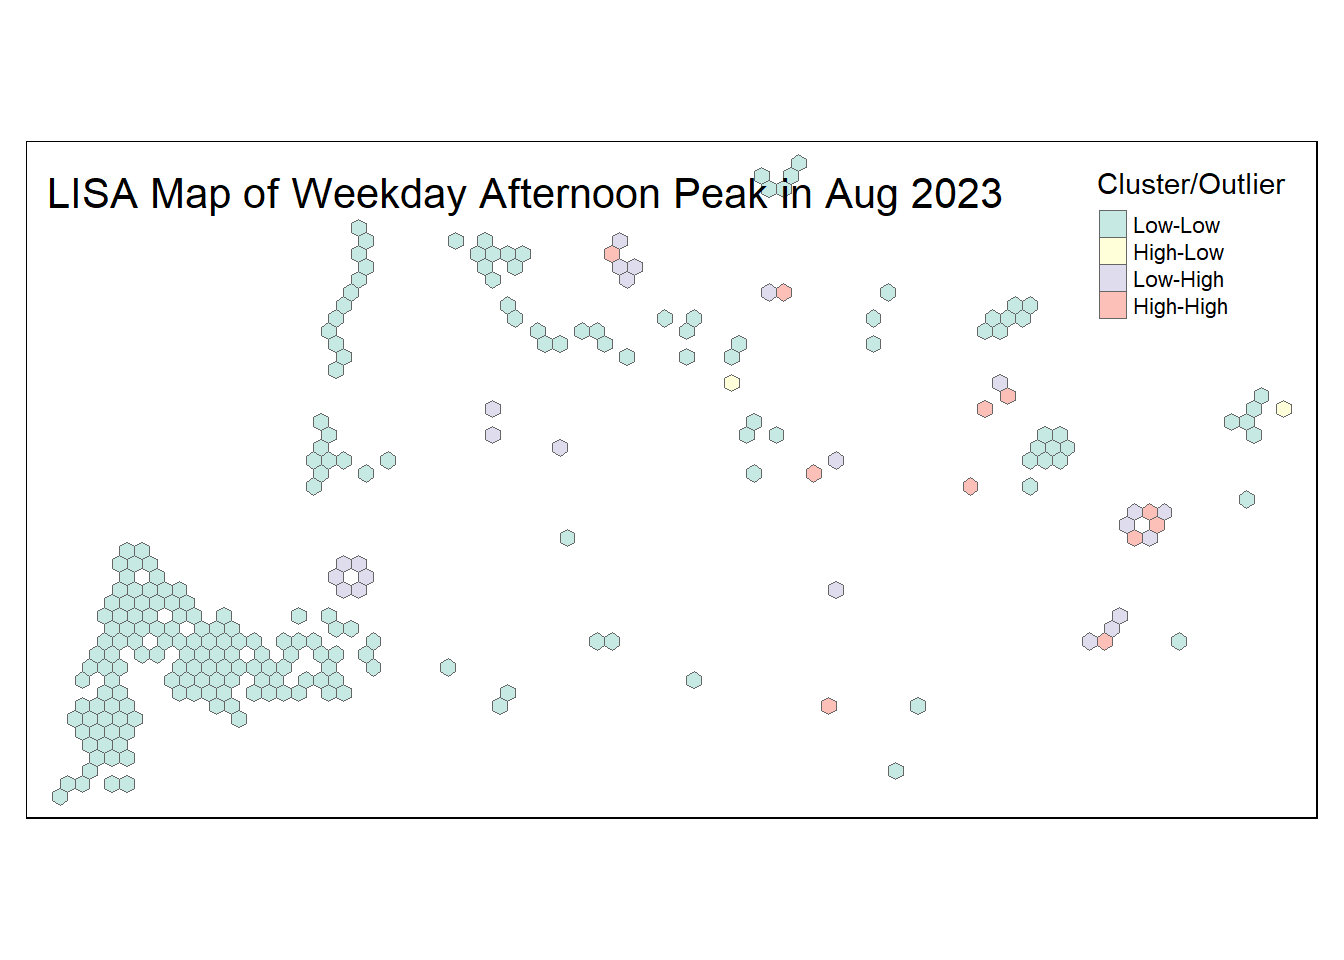 LISA Map of Weekday Afternoon Peak in Aug 2023
Cluster/Outlier
Low-Low
High-Low
Low-High
High-High